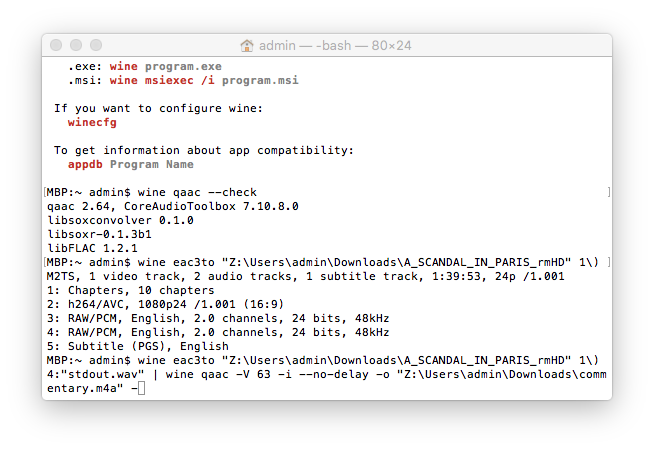 admin — -bash — 80×24
.exe: wine program.exe
.msi: wine msiexec /i program.msi
If you want to configure wine:
winecfg
To get information about app compatibility:
appdb Program Name
[MBP:~ admin$ wine qaac --check ]
qaac 2.64, CoreAudioToolbox 7.10.8.0
libsoxconvolver 0.1.0
libsoxr-0.1.3b1
libFLAC 1.2.1
[MBP:~ admin$ wine eac3to "Z:\Users\admin\Downloads\A_SCANDAL_IN_PARIS_rmHD" 1\) ]
M2TS, 1 video track, 2 audio tracks, 1 subtitle track, 1:39:53, 24p /1.001
1: Chapters, 10 chapters
2: h264/AVC, 1080p24 /1.001 (16:9)
3: RAW/PCM, English, 2.0 channels, 24 bits, 48kHz
4: RAW/PCM, English, 2.0 channels, 24 bits, 48kHz
5: Subtitle (PGS), English
MBP:~ admin$ wine eac3to "Z:\Users\admin\Downloads\A_SCANDAL_IN_PARIS_rmHD" 1\)
4:"stdout.wav" | wine qaac -V 63 -i --no-delay -o "Z:\Users\admin\Downloads\comm
entary.m4a" -